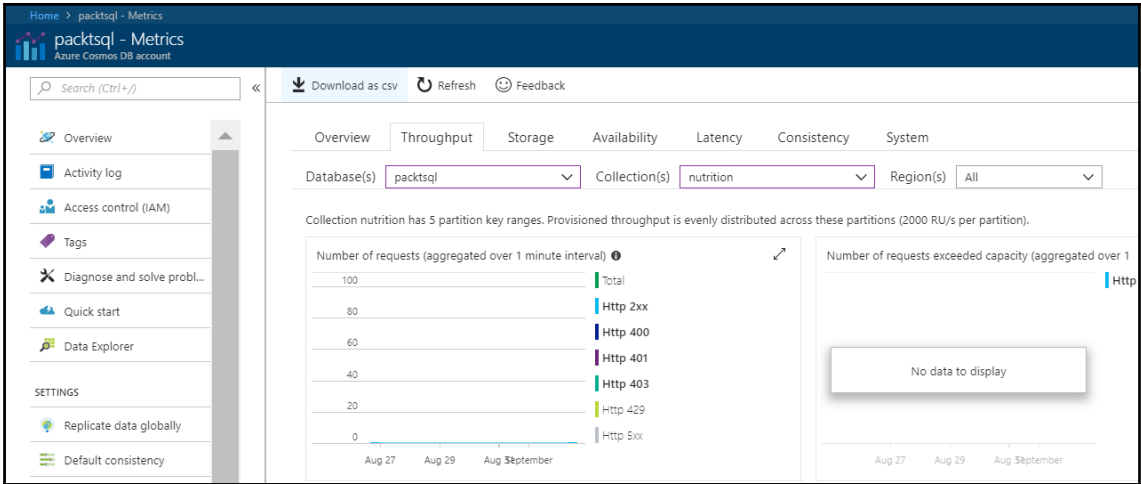 Home > packtsql - Metrics
packtsql - Metrics
Azure Cosmos DB account
Search (Ctrl+/)
«
Overview
Activity log
Access control (IAM)
Tags
Diagnose and solve probl...
Quick start
Data Explorer
SETTINGS
Replicate data globally
Default consistency
Download as csv Refresh Feedback
Overview Throughput Storage Availability Latency Consistency System
Database(s) packtsql Collection(s) nutrition Region(s) All
Collection nutrition has 5 partition key ranges. Provisioned throughput is evenly distributed across these partitions (2000 RU/s per partition).
Number of requests (aggregated over 1 minute interval)
100
80
60
40
20
0
Aug 27 Aug 29 Aug 31 September
Total
Http 2xx
Http 400
Http 401
Http 403
Http 429
Http 5xx
Number of requests exceeded capacity (aggregated over 1
Http
No data to display
Aug 27 Aug 29 Aug 31 September